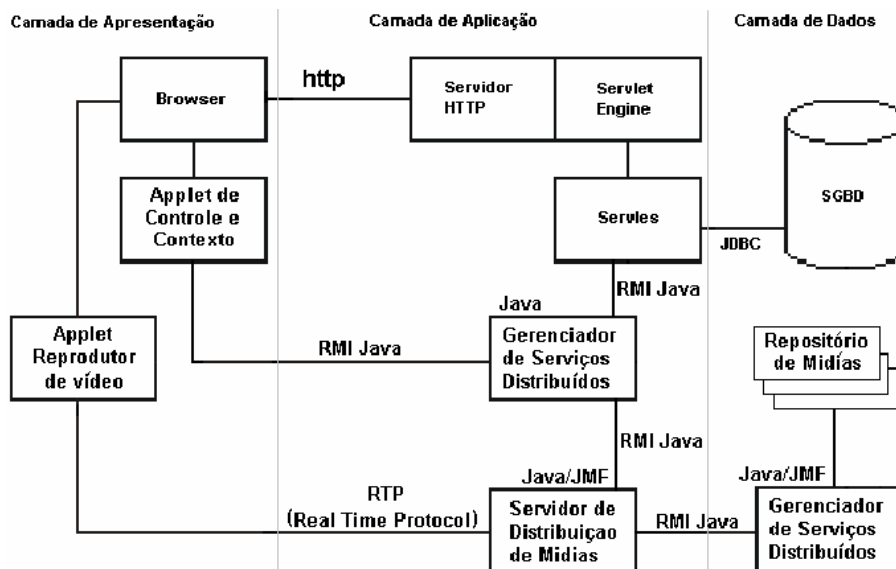 Camada de Apresentação
Camada de Aplicação
Camada de Dados
Browser
http
Servidor
HTTP
Servlet
Engine
SGBD
Applet de
Controle e
Contexto
Servles
JDBC
RMI Java
Java
Applet
Reprodutor
de vídeo
RMI Java
Gerenciador
de Serviços
Distribuídos
Repositório
de Mídías
RMI Java
Java/JMF
Java/JMF
RTP
(Real Time Protocol)
Servidor de
Distribuiçao
de Midias
RMI Java
Gerenciador
de Serviços
Distribuídos